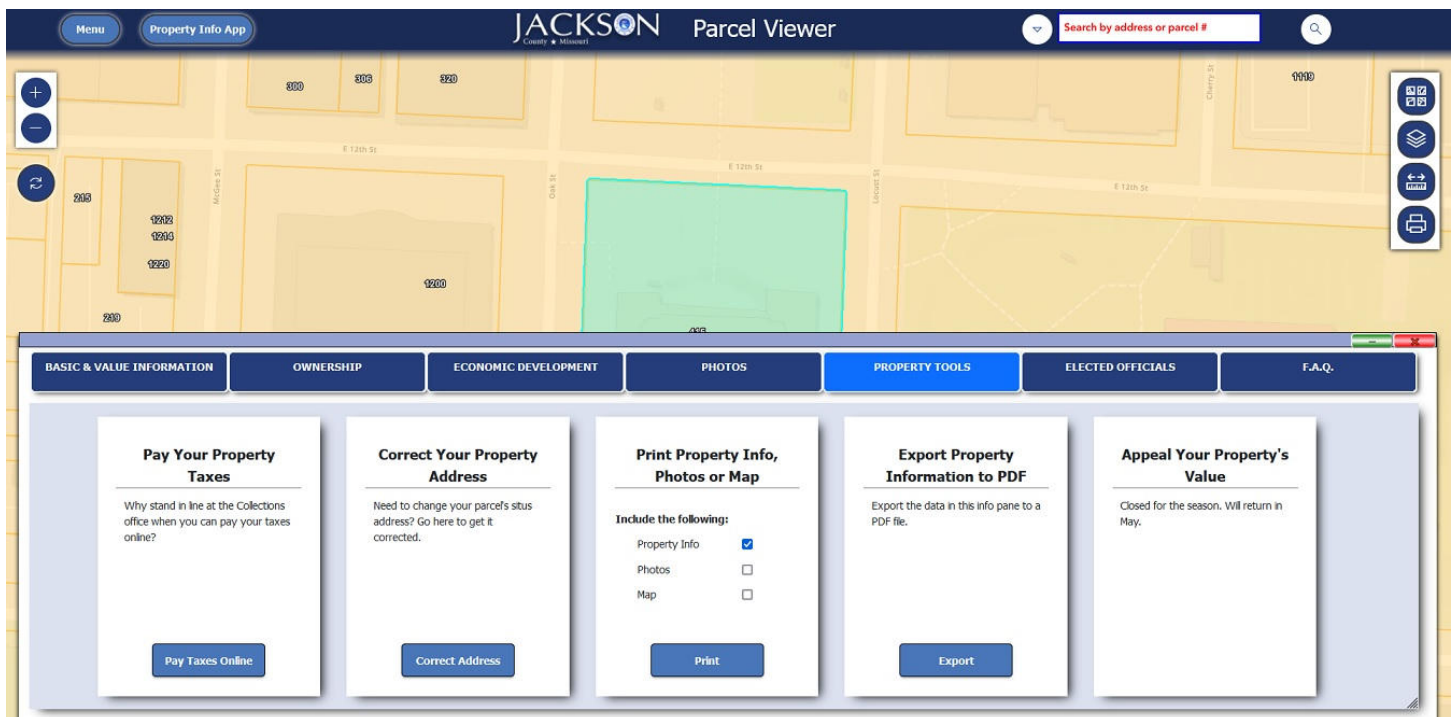 Menu
Property Info App
JACKSON
County ★ Missouri
Parcel Viewer
Search by address or parcel #
300
306
320
1119
Cherry St
E 12th St
E 12th St
E 12th St
McGee St
Oak St
Locust St
215
1212
1214
1220
1200
219
BASIC & VALUE INFORMATION
OWNERSHIP
ECONOMIC DEVELOPMENT
PHOTOS
PROPERTY TOOLS
ELECTED OFFICIALS
F.A.Q.
Pay Your Property
Taxes
Why stand in line at the Collections
office when you can pay your taxes
online?
Pay Taxes Online
Correct Your Property
Address
Need to change your parcel's situs
address? Go here to get it
corrected.
Correct Address
Print Property Info,
Photos or Map
Include the following:
Property Info
Photos
Map
Print
Export Property
Information to PDF
Export the data in this info pane to a
PDF file.
Export
Appeal Your Property's
Value
Closed for the season. Will return in
May.